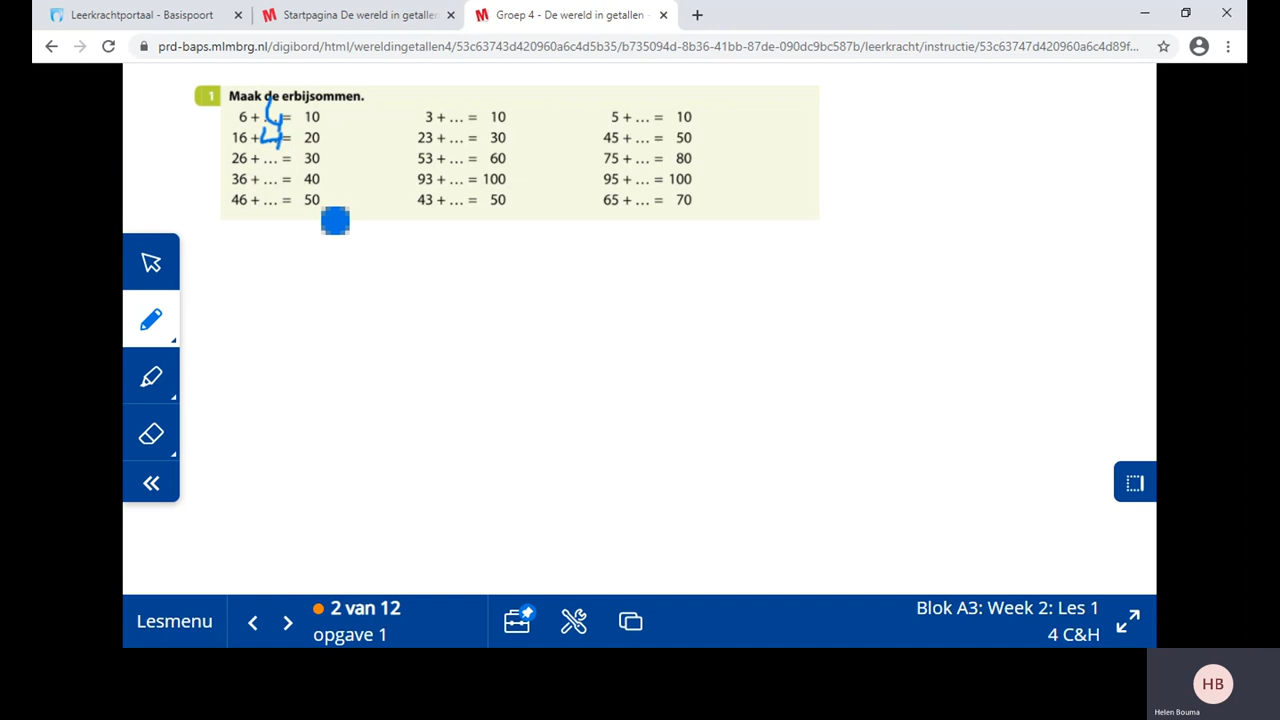 Leerkrachtportaal - Basispoort
Startpagina De wereld in getallen
Groep 4 - De wereld in getallen
prd-baps.mlmbrg.nl/digibord/html/wereldingetallen4/53c63743d420960a6c4d5b35/b735094d-8b36-41bb-87de-090dc9bc587b/leerkracht/instructie/53c63747d420960a6c4d89f...
1 Maak de erbijsommen.
6 + 4 = 10 3 + ... = 10 5 + ... = 10
16 + 4 = 20 23 + ... = 30 45 + ... = 50
26 + ... = 30 53 + ... = 60 75 + ... = 80
36 + ... = 40 93 + ... = 100 95 + ... = 100
46 + ... = 50 43 + ... = 50 65 + ... = 70
Lesmenu
2 van 12
opgave 1
Blok A3: Week 2: Les 1
4 C&H
HB
Helen Bouma